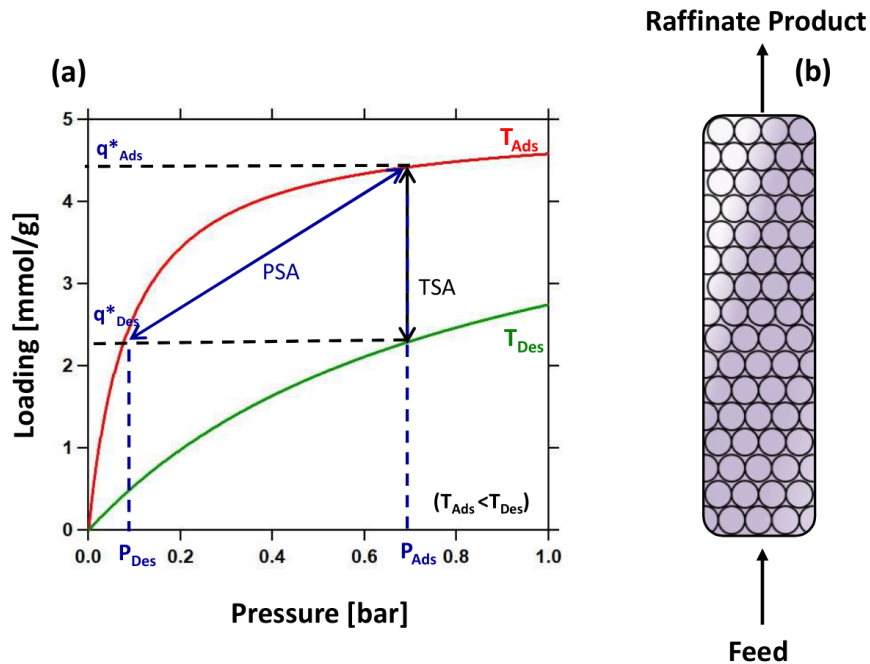 Raffinate Product
(a)
(b)
5
q*Ads
TAds
4
3
PSA
TSA
q*Des
2
TDes
1
(TAds <TDes)
0
0.0 0.2 0.4 0.6 0.8 1.0
PDes
PAds
Loading [mmol/g]
Pressure [bar]
Feed